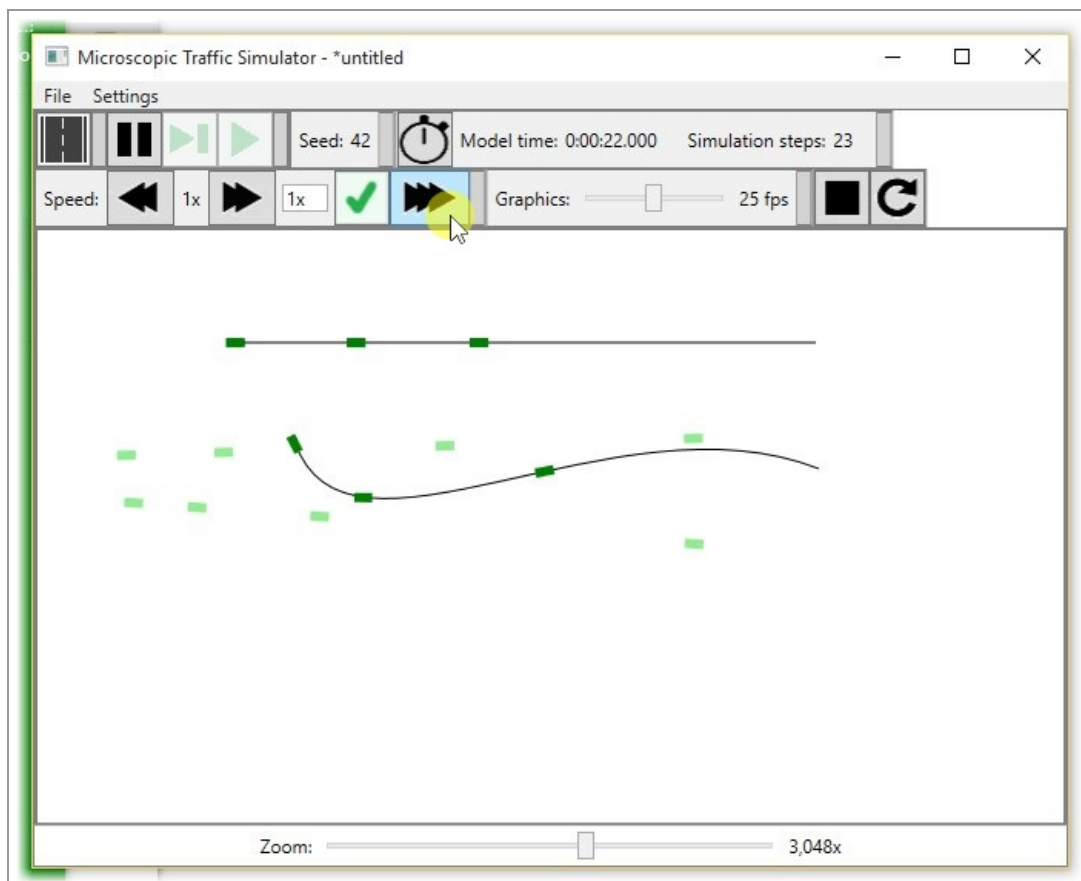 Microscopic Traffic Simulator - *untitled
File Settings
Seed: 42 Model time: 0:00:22.000 Simulation steps: 23
Speed: 1x 1x Graphics: 25 fps
Zoom: 3,048x